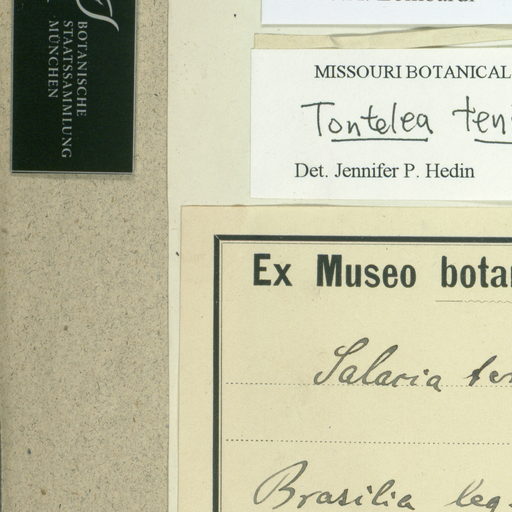 BOTANISCHE
STAATSSAMMLUNG
MÜNCHEN
MISSOURI BOTANICAL
Tontelea ten
Det. Jennifer P. Hedin
Ex Museo botan
Salacia ten
Brasilia leg.